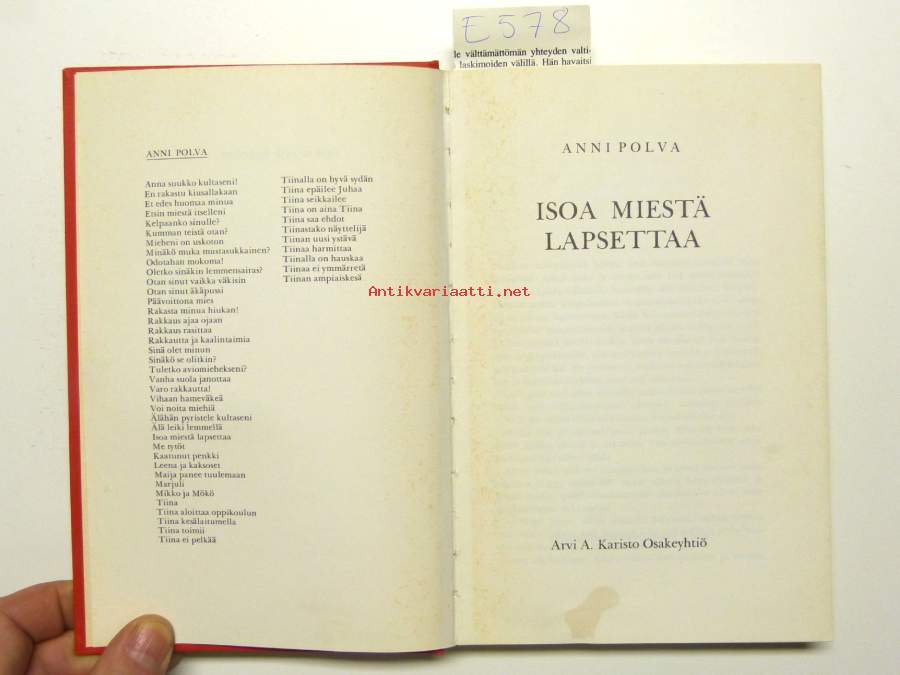 E578
le välttämättömän yhteyden valti-
laskimoiden välillä. Hän havaitsi
ANNI POLVA
Anna suukko kultaseni!
En rakastu kiusallakaan
Et edes huomaa minua
Etsin miestä itselleni
Kelpaanko sinulle?
Kumman teistä otan?
Mieheni on uskoton
Minäkö muka mustasukkainen?
Odotahan mokoma!
Oletko sinäkin lemmensairas?
Otan sinut vaikka väkisin
Otan sinut äkäpussi
Päävoittona mies
Rakasta minua hiukan!
Rakkaus ajaa ojaan
Rakkaus rasittaa
Rakkautta ja kaalintaimia
Sinä olet minun
Sinäkö se olitkin?
Tuletko aviomiehekseni?
Vanha suola janottaa
Varo rakkautta!
Vihaan hameväkeä
Voi noita miehiä
Älähän pyristele kultaseni
Älä leiki lemmellä
Isoa miestä lapsettaa
Me tytöt
Kaatunut penkki
Leena ja kaksoset
Maija panee tuulemaan
Marjuli
Mikko ja Mökö
Tiina
Tiina aloittaa oppikoulun
Tiina kesälaitumella
Tiina toimii
Tiina ei pelkää
Tiinalla on hyvä sydän
Tiina epäilee Juhaa
Tiina seikkailee
Tiina on aina Tiina
Tiina saa ehdot
Tiinastako näyttelijä
Tiinan uusi ystävä
Tiinaa harmittaa
Tiinalla on hauskaa
Tiinaa ei ymmärretä
Tiinan ampiaiskesä
Antikvariaatti.net
ANNI POLVA
ISOA MIESTÄ
LAPSETTAA
Arvi A. Karisto Osakeyhtiö